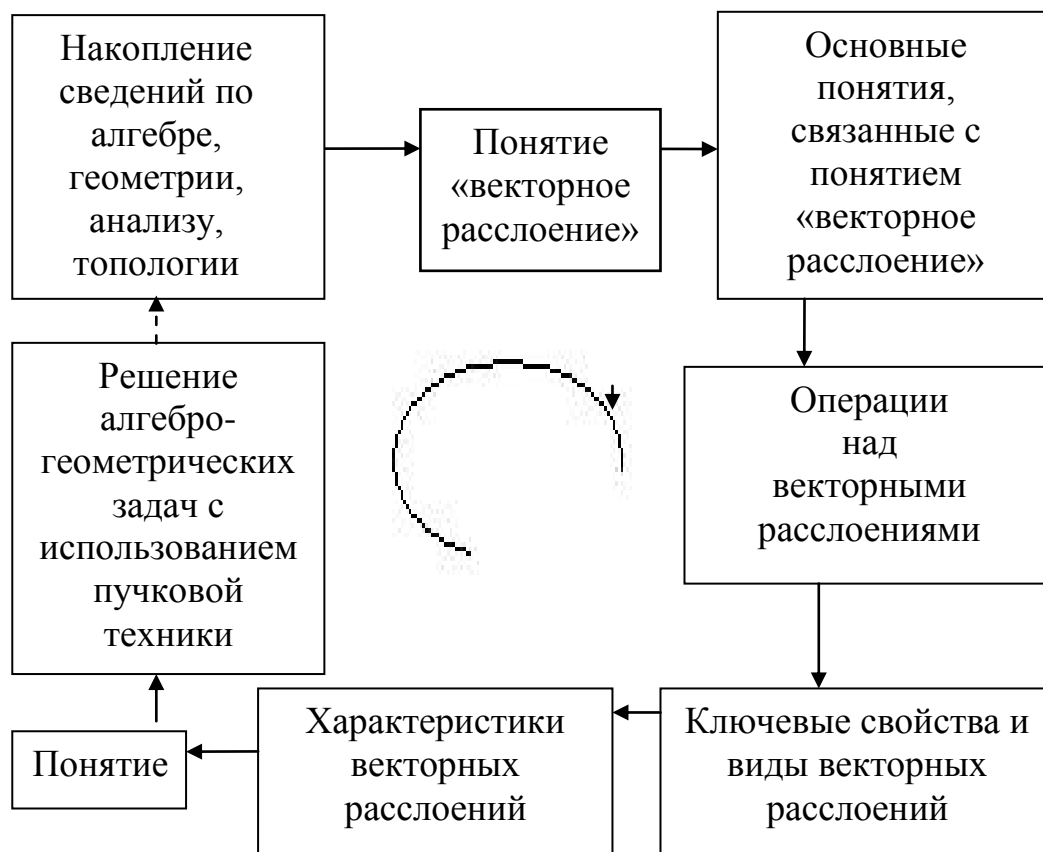 Накопление
сведений по
алгебре,
геометрии,
анализу,
топологии
Понятие
«векторное
расслоение»
Основные
понятия,
связанные с
понятием
«векторное
расслоение»
Операции
над
векторными
расслоениями
Ключевые свойства и
виды векторных
расслоений
Характеристики
векторных
расслоений
Понятие
Решение
алгебро-
геометрических
задач с
использованием
пучковой
техники